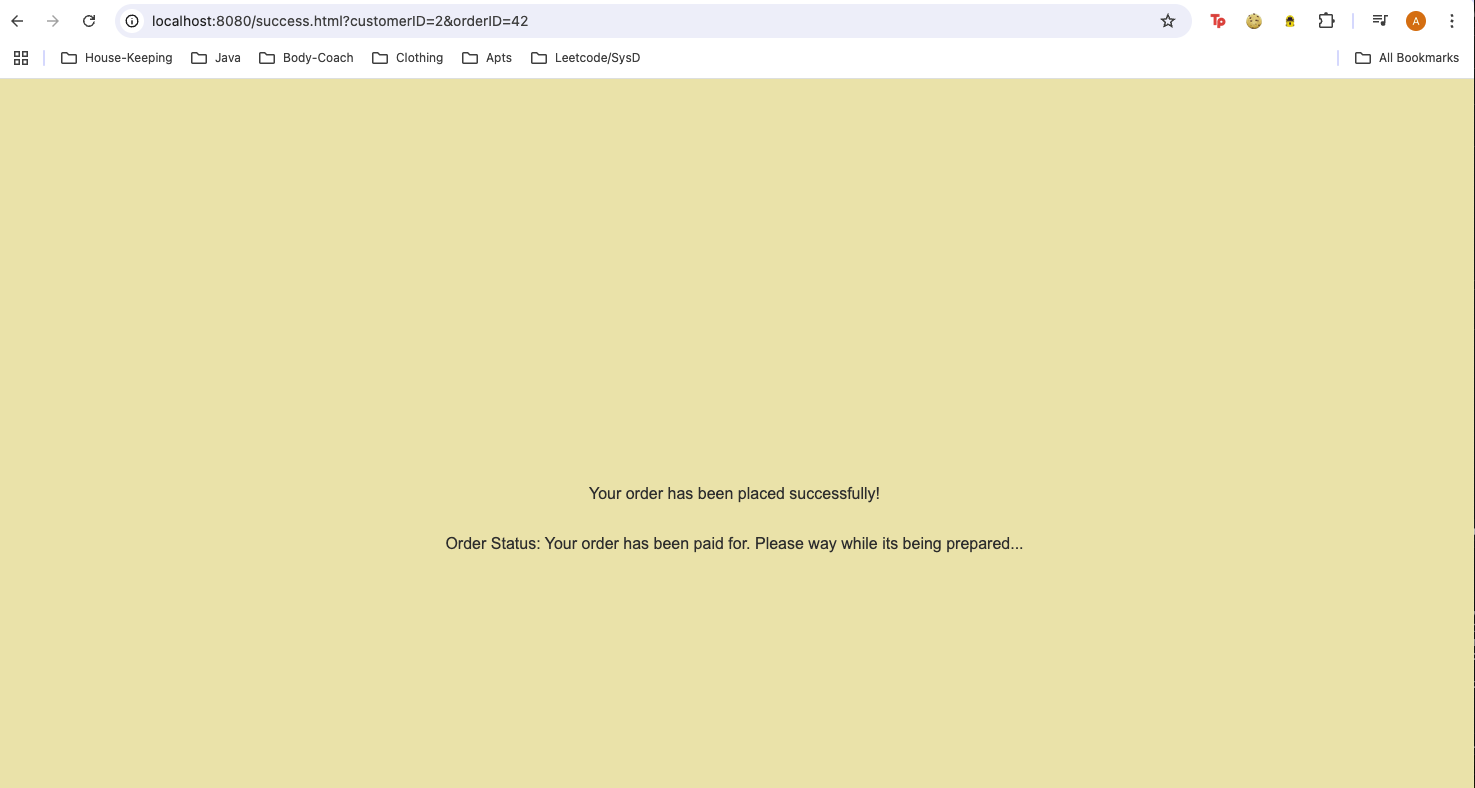 localhost:8080/success.html?customerID=2&orderID=42
Tp
A
House-Keeping Java Body-Coach Clothing Apts Leetcode/SysD All Bookmarks
Your order has been placed successfully!
Order Status: Your order has been paid for. Please way while its being prepared...